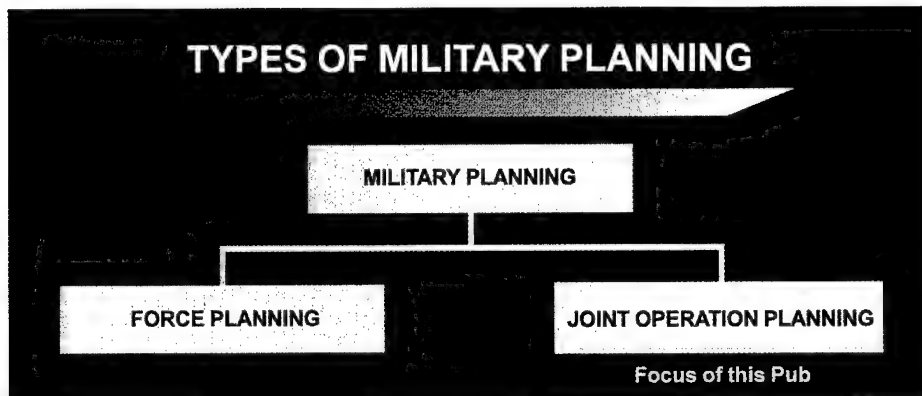 TYPES OF MILITARY PLANNING
MILITARY PLANNING
FORCE PLANNING
JOINT OPERATION PLANNING
Focus of this Pub